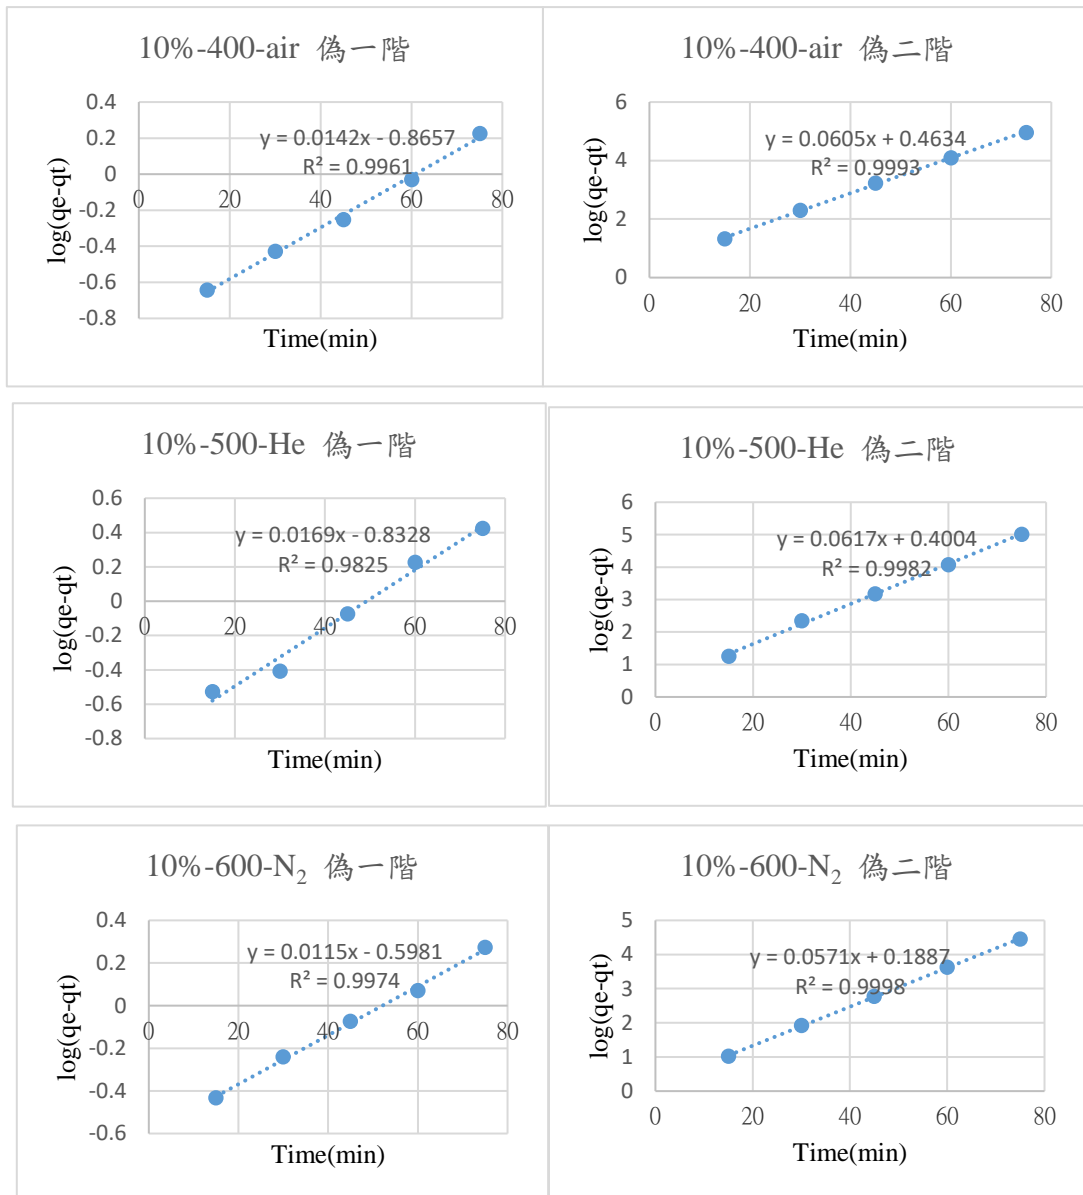 10%-400-air 偽一階
0.4
0.2
0
-0.2
-0.4
-0.6
-0.8
0
20
40
60
80
y = 0.0142x - 0.8657
R² = 0.9961
log(qe-qt)
Time(min)
10%-400-air 偽二階
6
4
2
0
0
20
40
60
80
y = 0.0605x + 0.4634
R² = 0.9993
log(qe-qt)
Time(min)
10%-500-He 偽一階
0.6
0.4
0.2
0
-0.2
-0.4
-0.6
-0.8
0
20
40
60
80
y = 0.0169x - 0.8328
R² = 0.9825
log(qe-qt)
Time(min)
10%-500-He 偽二階
6
5
4
3
2
1
0
0
20
40
60
80
y = 0.0617x + 0.4004
R² = 0.9982
log(qe-qt)
Time(min)
10%-600-N₂ 偽一階
0.4
0.2
0
-0.2
-0.4
-0.6
0
20
40
60
80
y = 0.0115x - 0.5981
R² = 0.9974
log(qe-qt)
Time(min)
10%-600-N₂ 偽二階
5
4
3
2
1
0
0
20
40
60
80
y = 0.0571x + 0.1887
R² = 0.9998
log(qe-qt)
Time(min)